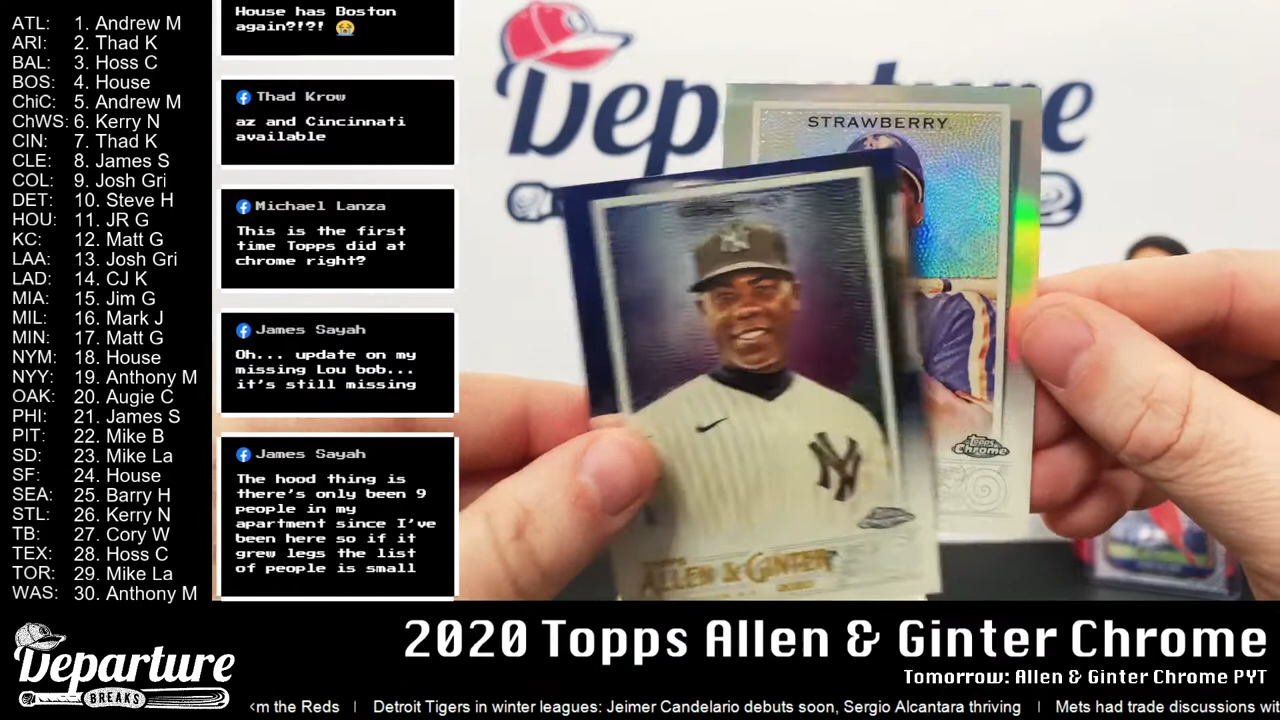 ATL: 1. Andrew M
ARI: 2. Thad K
BAL: 3. Hoss C
BOS: 4. House
ChiC: 5. Andrew M
ChWS: 6. Kerry N
CIN: 7. Thad K
CLE: 8. James S
COL: 9. Josh Gri
DET: 10. Steve H
HOU: 11. JR G
KC: 12. Matt G
LAA: 13. Josh Gri
LAD: 14. CJ K
MIA: 15. Jim G
MIL: 16. Mark J
MIN: 17. Matt G
NYM: 18. House
NYY: 19. Anthony M
OAK: 20. Augie C
PHI: 21. James S
PIT: 22. Mike B
SD: 23. Mike La
SF: 24. House
SEA: 25. Barry H
STL: 26. Kerry N
TB: 27. Cory W
TEX: 28. Hoss C
TOR: 29. Mike La
WAS: 30. Anthony M
House has Boston
again?!?! 😭
Thad Krow
az and Cincinnati
available
Michael Lanza
This is the first
time Topps did at
chrome right?
James Sayah
Oh... update on my
missing Lou bob...
it's still missing
James Sayah
The hood thing is
there's only been 9
people in my
apartment since I've
been here so if it
grew legs the list
of people is small
Departure
STRAWBERRY
Topps
Chrome
NY
NY
ALLEN & GINTER
Departure
BREAKS
2020 Topps Allen & Ginter Chrome
Tomorrow: Allen & Ginter Chrome PYT
m the Reds | Detroit Tigers in winter leagues: Jeimer Candelario debuts soon, Sergio Alcantara thriving | Mets had trade discussions wit